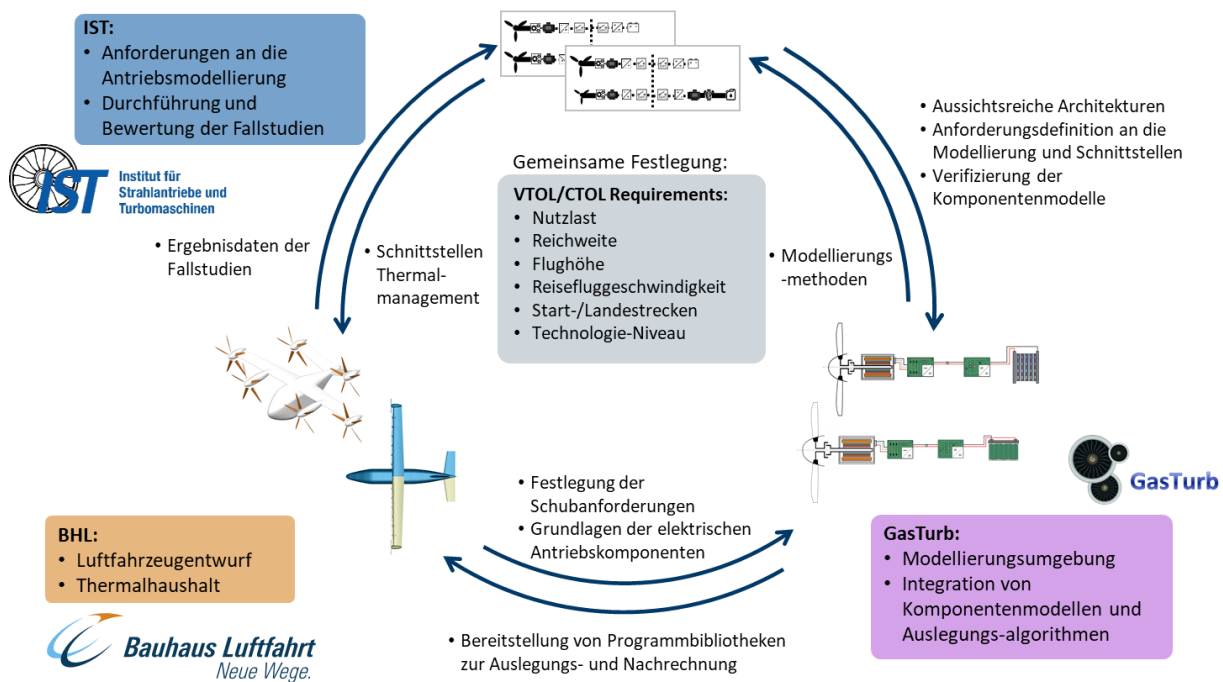 IST:
• Anforderungen an die
Antriebsmodellierung
• Durchführung und
Bewertung der Fallstudien
IST
Institut für
Strahlantriebe und
Turbomaschinen
• Ergebnisdaten der
Fallstudien
• Schnittstellen
Thermal-
management
Gemeinsame Festlegung:
VTOL/CTOL Requirements:
• Nutzlast
• Reichweite
• Flughöhe
• Reisefluggeschwindigkeit
• Start-/Landestrecken
• Technologie-Niveau
• Aussichtsreiche Architekturen
• Anforderungsdefinition an die
Modellierung und Schnittstellen
• Verifizierung der
Komponentenmodelle
• Modellierungs
-methoden
GasTurb
• Festlegung der
Schubanforderungen
• Grundlagen der elektrischen
Antriebskomponenten
BHL:
• Luftfahrzeugentwurf
• Thermalhaushalt
Bauhaus Luftfahrt
Neue Wege.
GasTurb:
• Modellierungsumgebung
• Integration von
Komponentenmodellen und
Auslegungs-algorithmen
• Bereitstellung von Programmbibliotheken
zur Auslegungs- und Nachrechnung